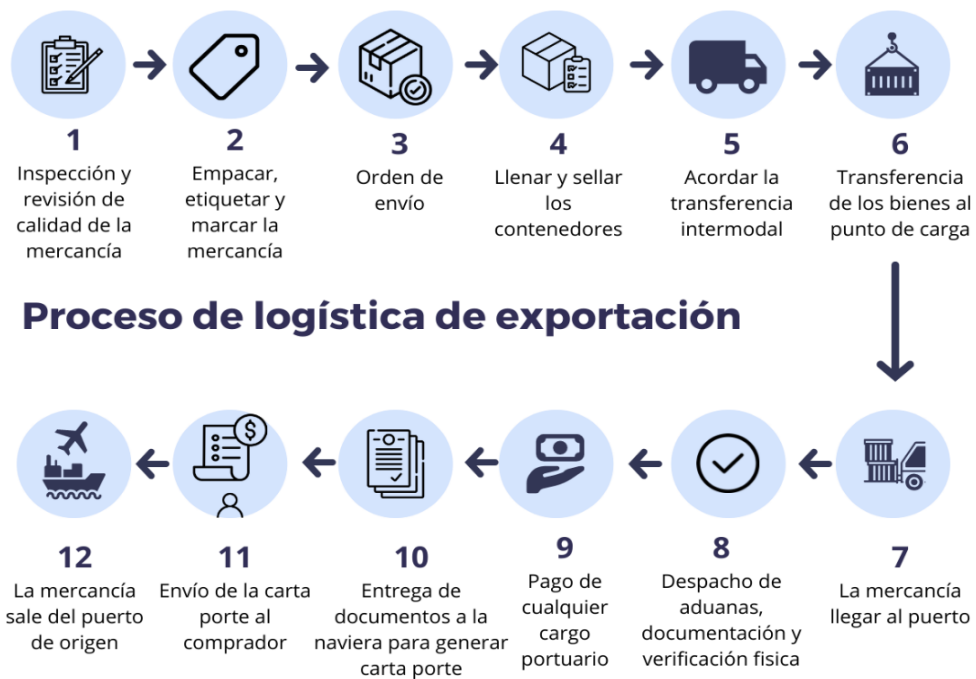 1
Inspección y
revisión de
calidad de la
mercancía
2
Empacar,
etiquetar y
marcar la
mercancía
3
Orden de
envío
4
Llenar y sellar
los
contenedores
5
Acordar la
transferencia
intermodal
6
Transferencia
de los bienes al
punto de carga
Proceso de logística de exportación
7
La mercancía
llegar al puerto
8
Despacho de
aduanas,
documentación y
verificación fisica
9
Pago de
cualquier
cargo
portuario
10
Entrega de
documentos a la
naviera para generar
carta porte
11
Envío de la carta
porte al
comprador
$
12
La mercancía
sale del puerto
de origen